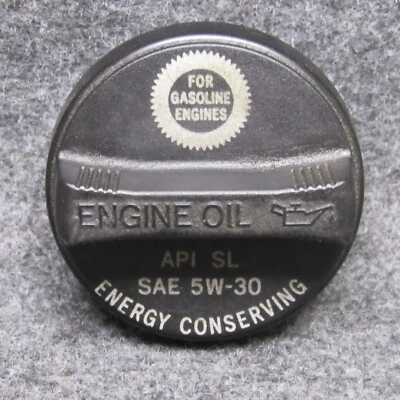 FOR
GASOLINE
ENGINES
ENGINE OIL
API SL
SAE 5W-30
ENERGY CONSERVING